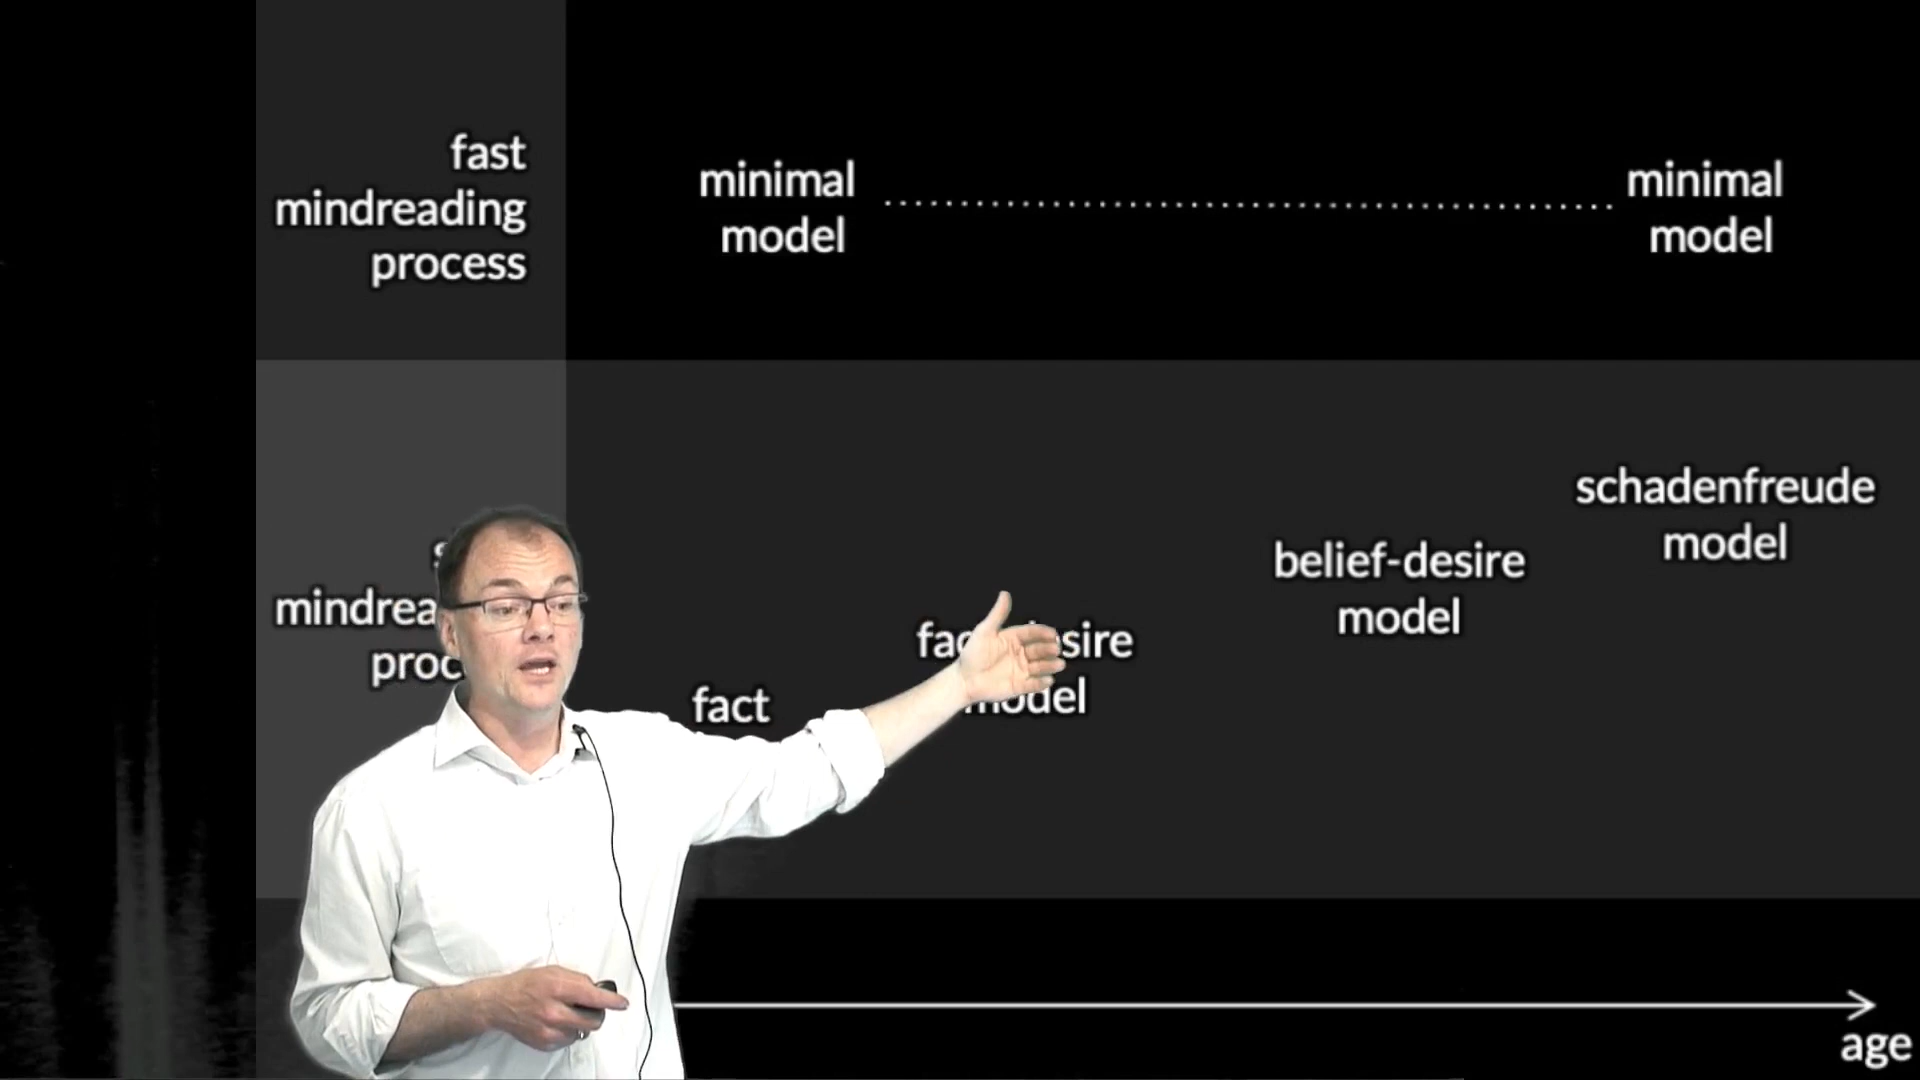 fast
mindreading
process
minimal
model
minimal
model
schadenfreude
model
belief-desire
model
model
fact
age